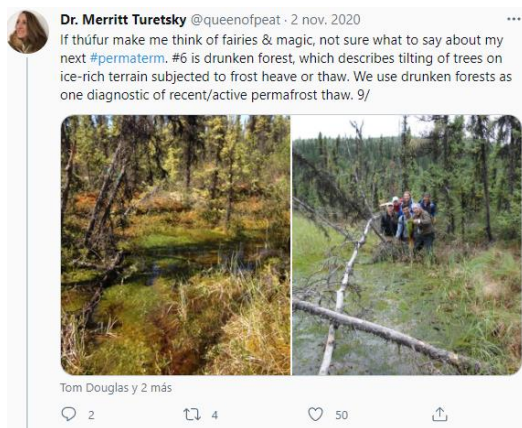 Dr. Merritt Turetsky @queenofpeat · 2 nov. 2020
If thúfur make me think of fairies & magic, not sure what to say about my
next #permaterm. #6 is drunken forest, which describes tilting of trees on
ice-rich terrain subjected to frost heave or thaw. We use drunken forests as
one diagnostic of recent/active permafrost thaw. 9/
Tom Douglas y 2 más
2 4 50